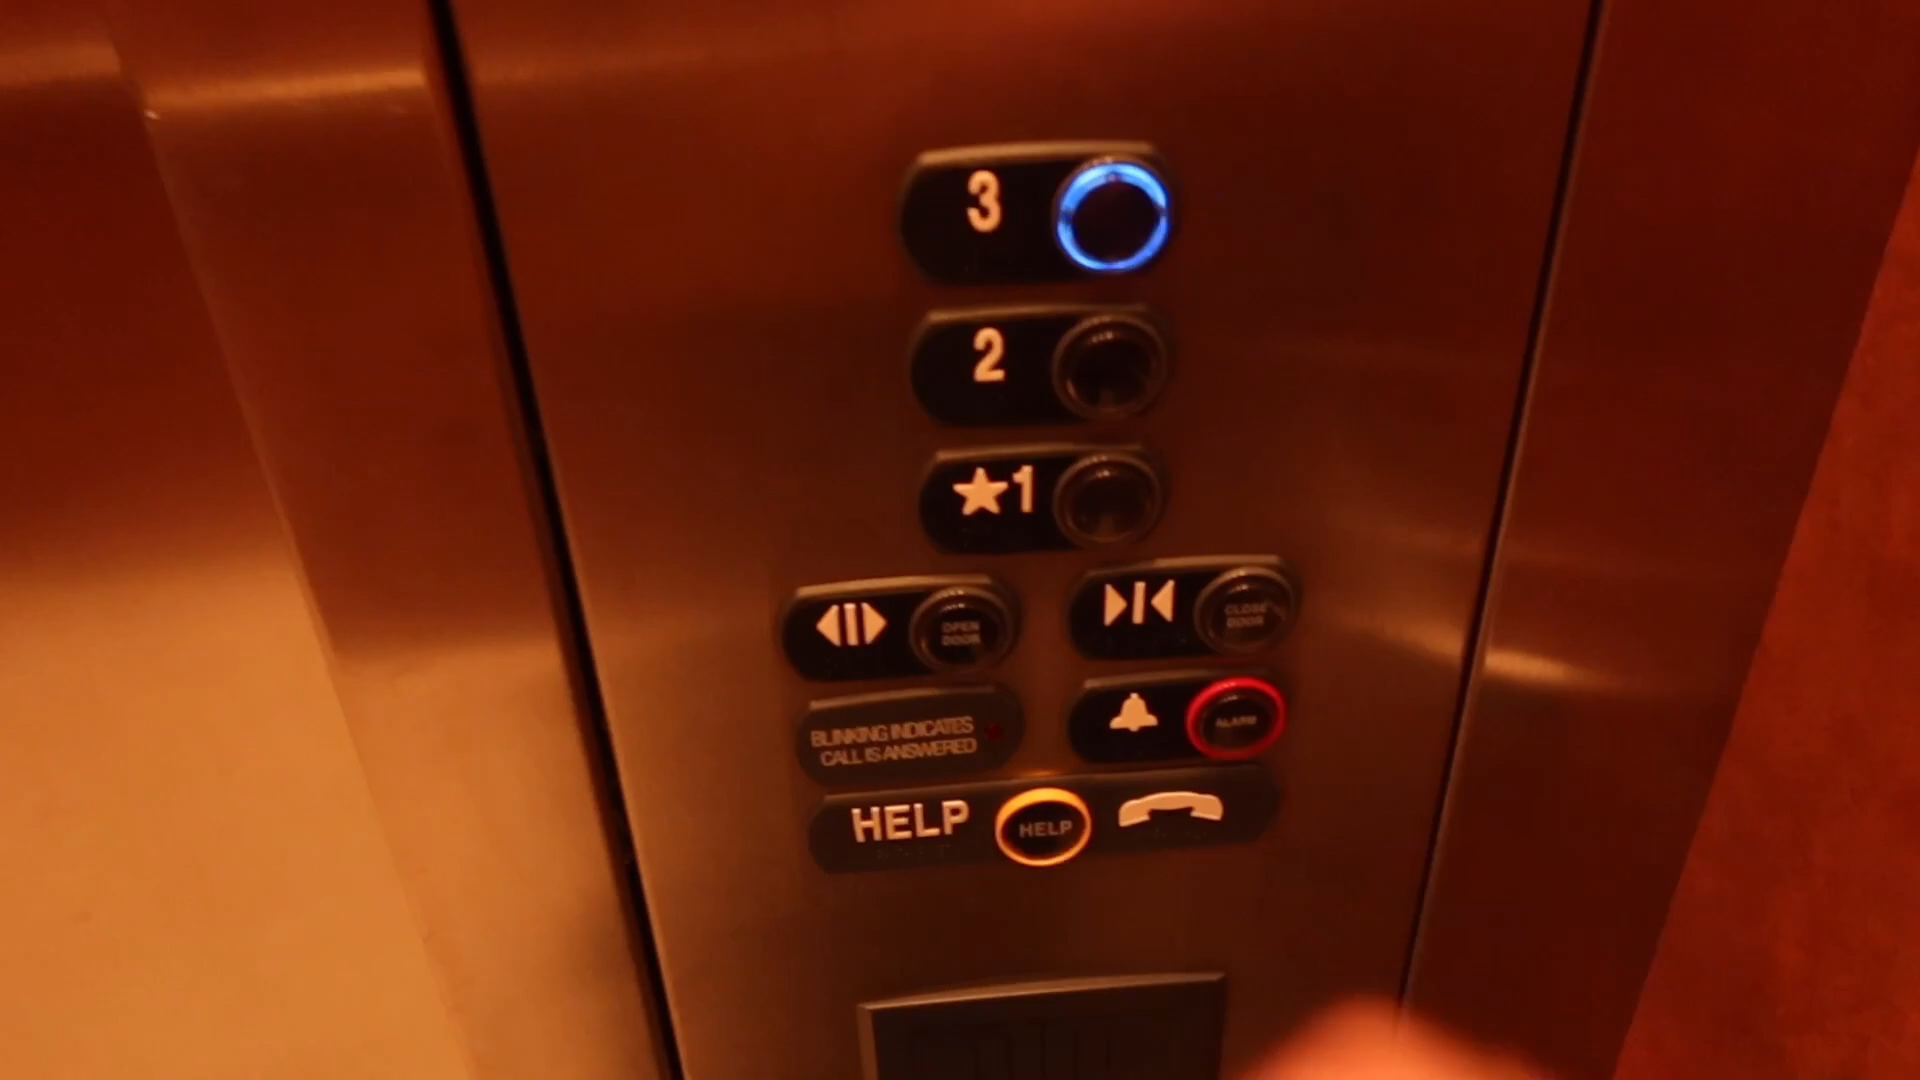 3
2
★1
OPEN
DOOR
CLOSE
DOOR
BLINKING INDICATES
CALL IS ANSWERED
ALARM
HELP HELP